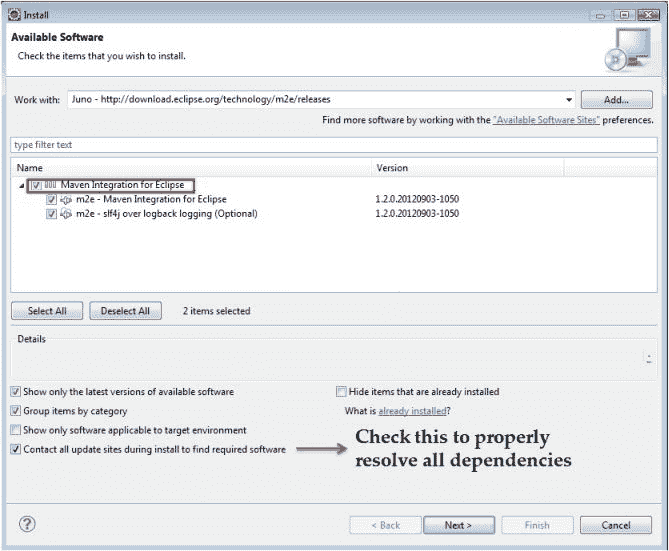 Install
Available Software
Check the items that you wish to install.
Work with: Juno - http://download.eclipse.org/technology/m2e/releases Add...
Find more software by working with the "Available Software Sites" preferences.
type filter text
Name Version
Maven Integration for Eclipse
m2e - Maven Integration for Eclipse 1.2.0.20120903-1050
m2e - slf4j over logback logging (Optional) 1.2.0.20120903-1050
Select All Deselect All 2 items selected
Details
Show only the latest versions of available software Hide items that are already installed
Group items by category What is already installed?
Show only software applicable to target environment
Contact all update sites during install to find required software
Check this to properly
resolve all dependencies
? < Back Next > Finish Cancel